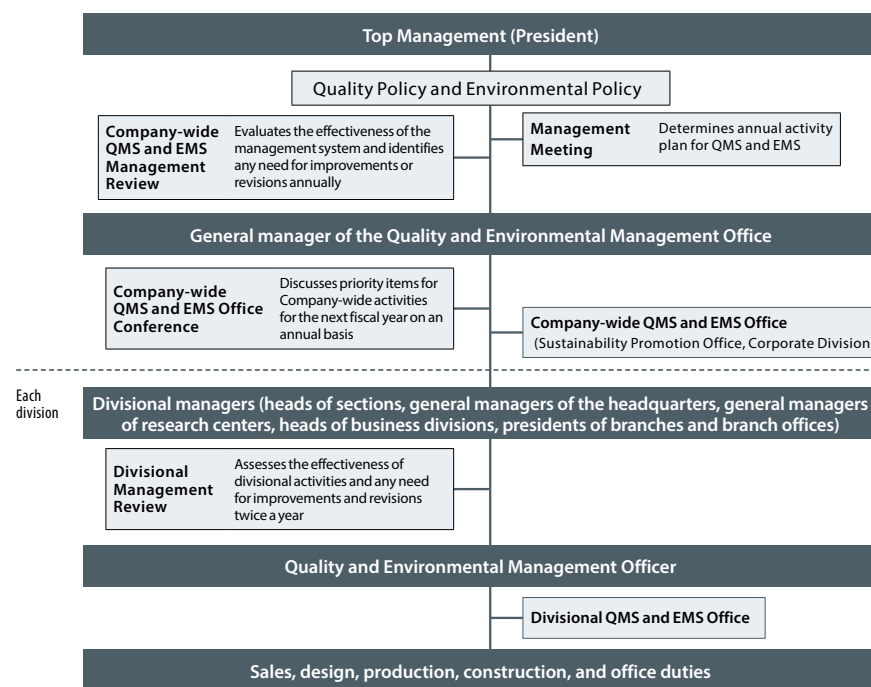 Top Management (President)
Quality Policy and Environmental Policy
Company-wide
QMS and EMS
Management
Review
Evaluates the effectiveness of the
management system and identifies
any need for improvements or
revisions annually
Management
Meeting
Determines annual activity
plan for QMS and EMS
General manager of the Quality and Environmental Management Office
Company-wide
QMS and EMS Office
Conference
Discusses priority items for
Company-wide activities
for the next fiscal year on an
annual basis
Company-wide QMS and EMS Office
(Sustainability Promotion Office, Corporate Division
Each
division
Divisional managers (heads of sections, general managers of the headquarters, general managers
of research centers, heads of business divisions, presidents of branches and branch offices)
Divisional
Management
Review
Assesses the effectiveness of
divisional activities and any need
for improvements and revisions
twice a year
Quality and Environmental Management Officer
Divisional QMS and EMS Office
Sales, design, production, construction, and office duties